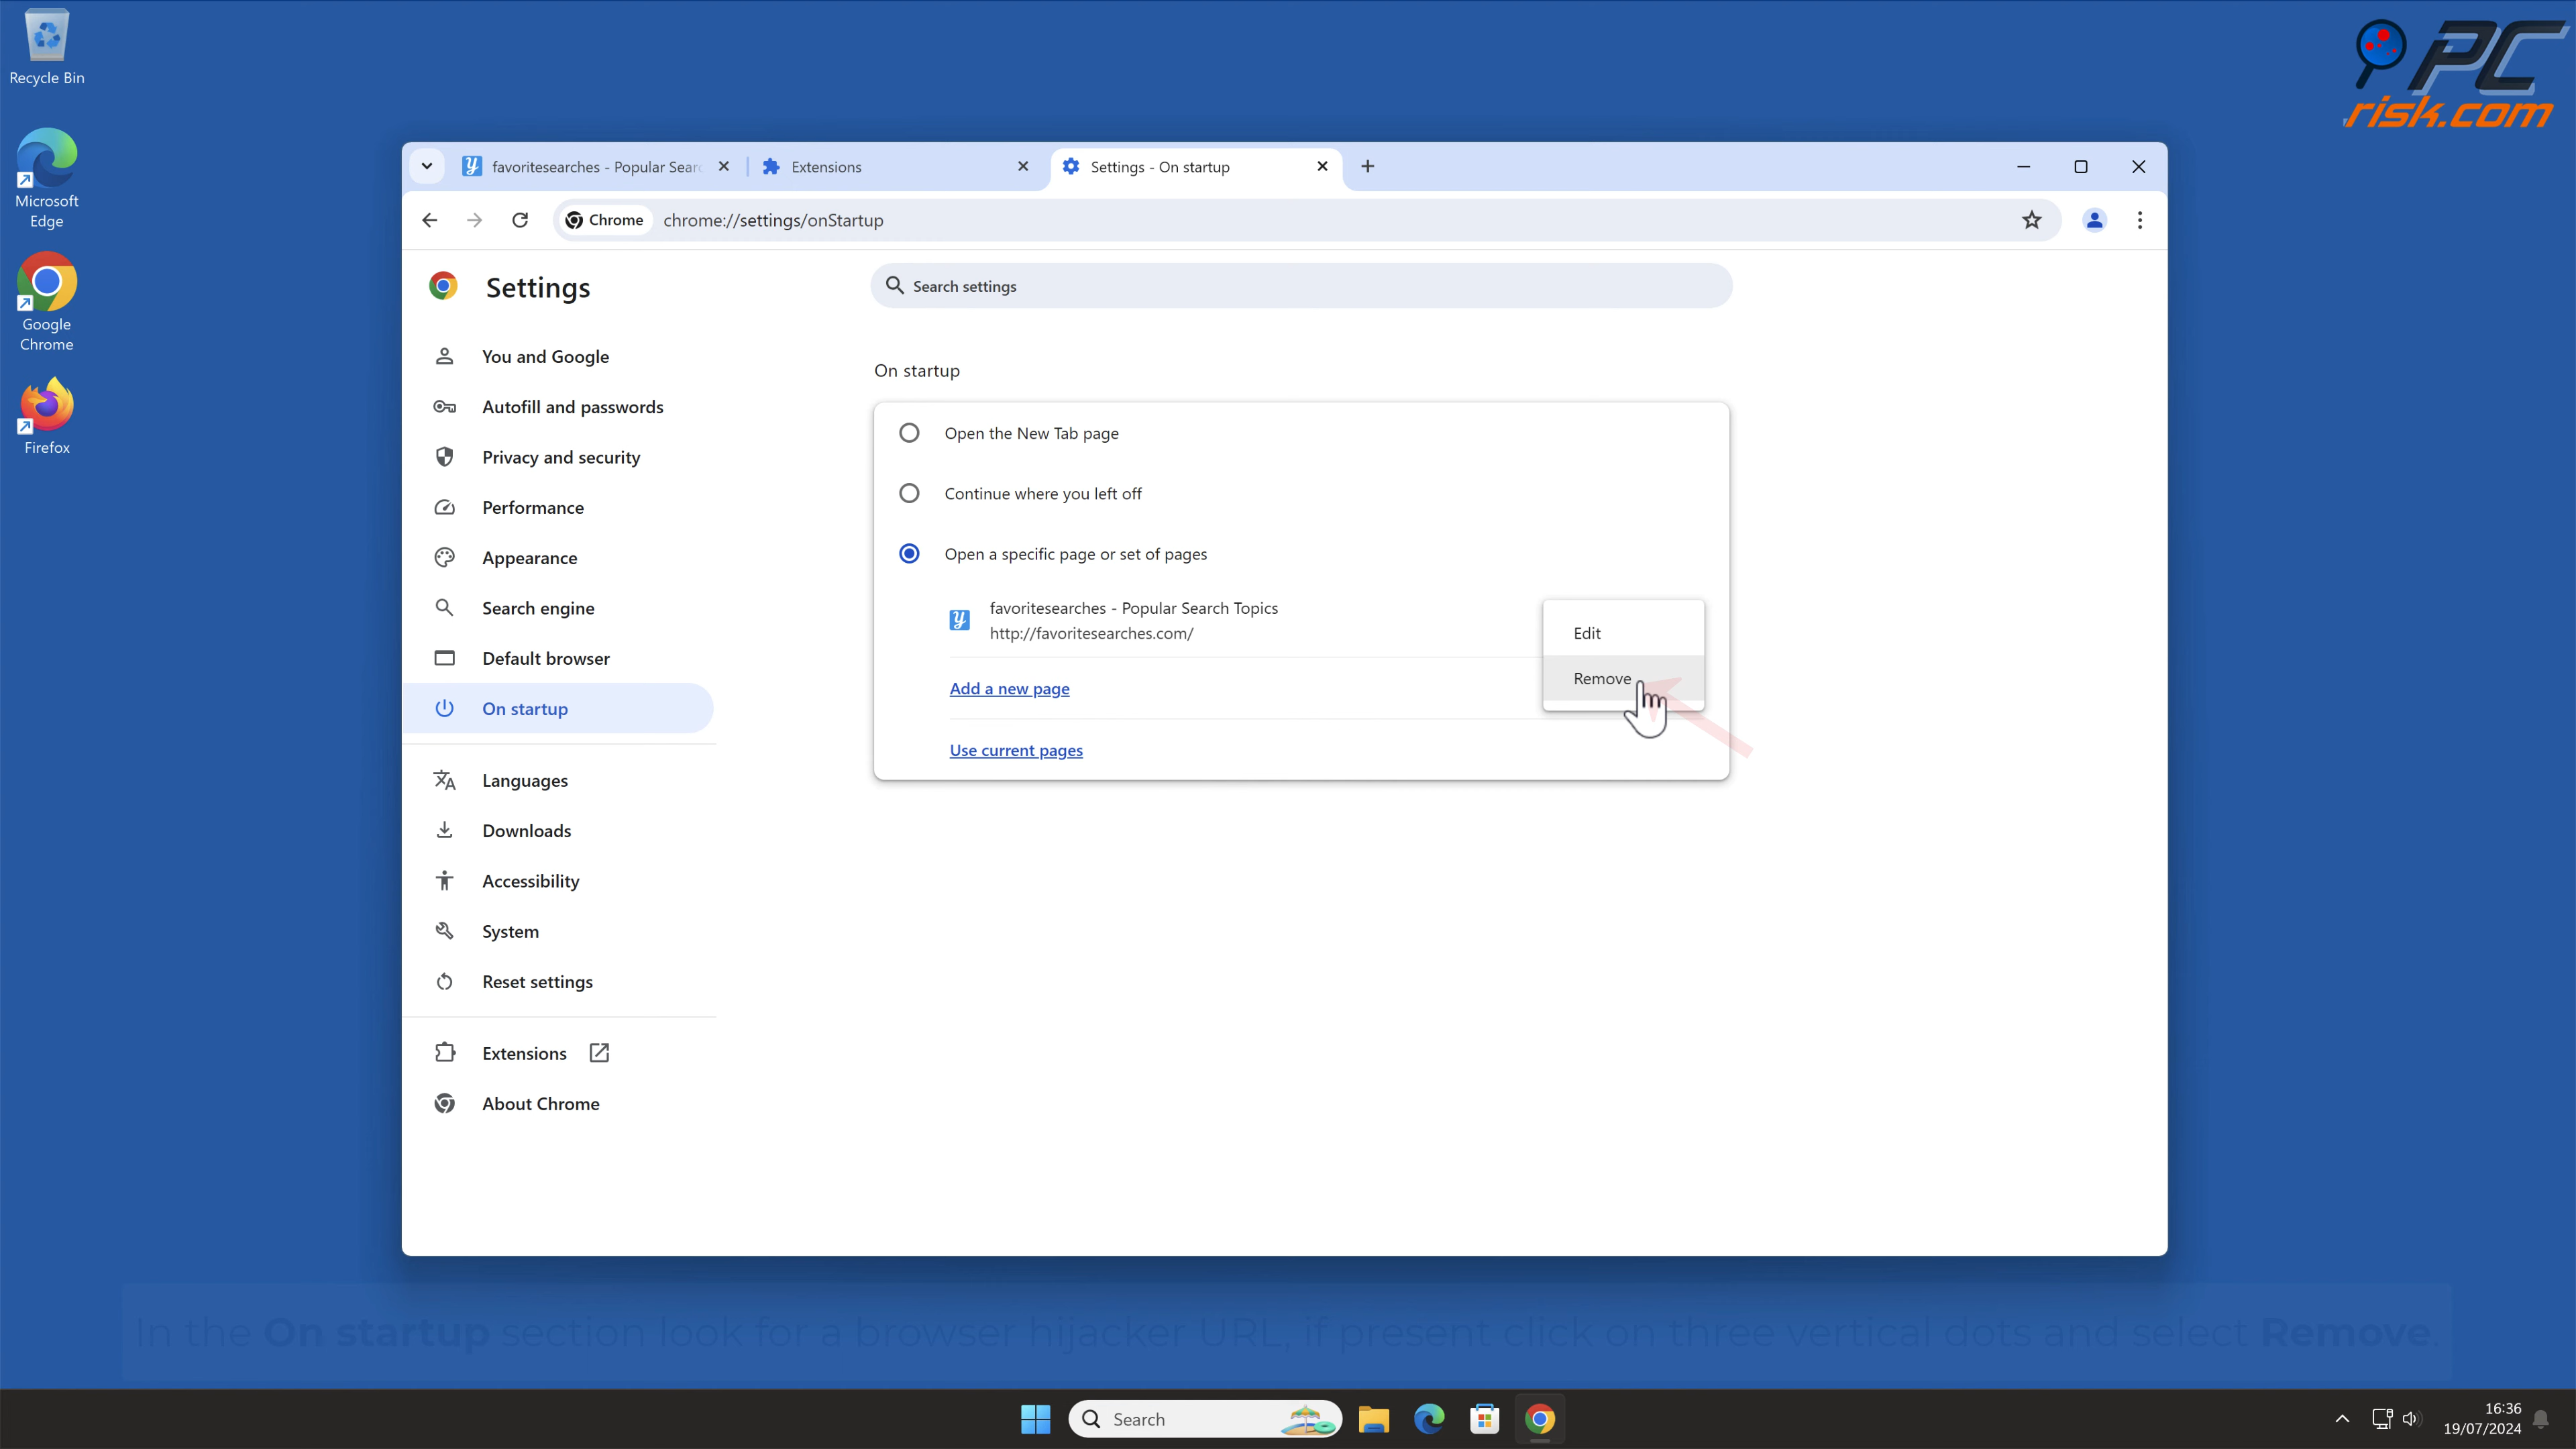 Recycle Bin
Microsoft
Edge
Google
Chrome
Firefox
PC
risk.com
favoritesearches - Popular Sear
Extensions
Settings - On startup
Chrome
chrome://settings/onStartup
Settings
Search settings
You and Google
Autofill and passwords
Privacy and security
Performance
Appearance
Search engine
Default browser
On startup
Languages
Downloads
Accessibility
System
Reset settings
Extensions
About Chrome
On startup
Open the New Tab page
Continue where you left off
Open a specific page or set of pages
favoritesearches - Popular Search Topics
http://favoritesearches.com/
Edit
Remove
Add a new page
Use current pages
In the On startup section look for a browser hijacker URL, if present click on three vertical dots and select Remove.
Search
16:36
19/07/2024